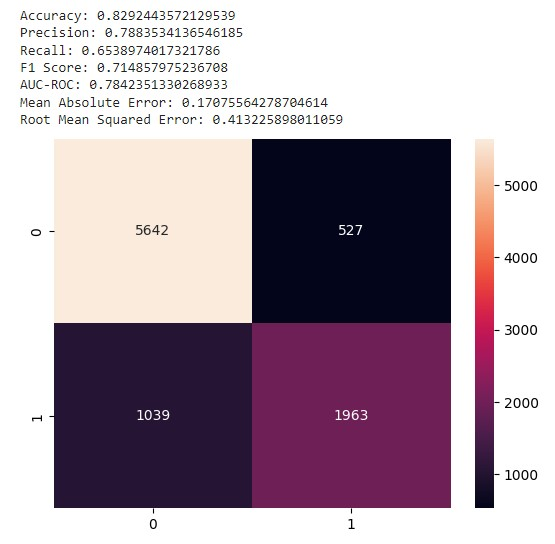 Accuracy: 0.8292443572129539
Precision: 0.7883534136546185
Recall: 0.6538974017321786
F1 Score: 0.714857975236708
AUC-ROC: 0.7842351330268933
Mean Absolute Error: 0.17075564278704614
Root Mean Squared Error: 0.413225898011059
5000
0 5642 527
4000
3000
2000
1 1039 1963
1000
0 1